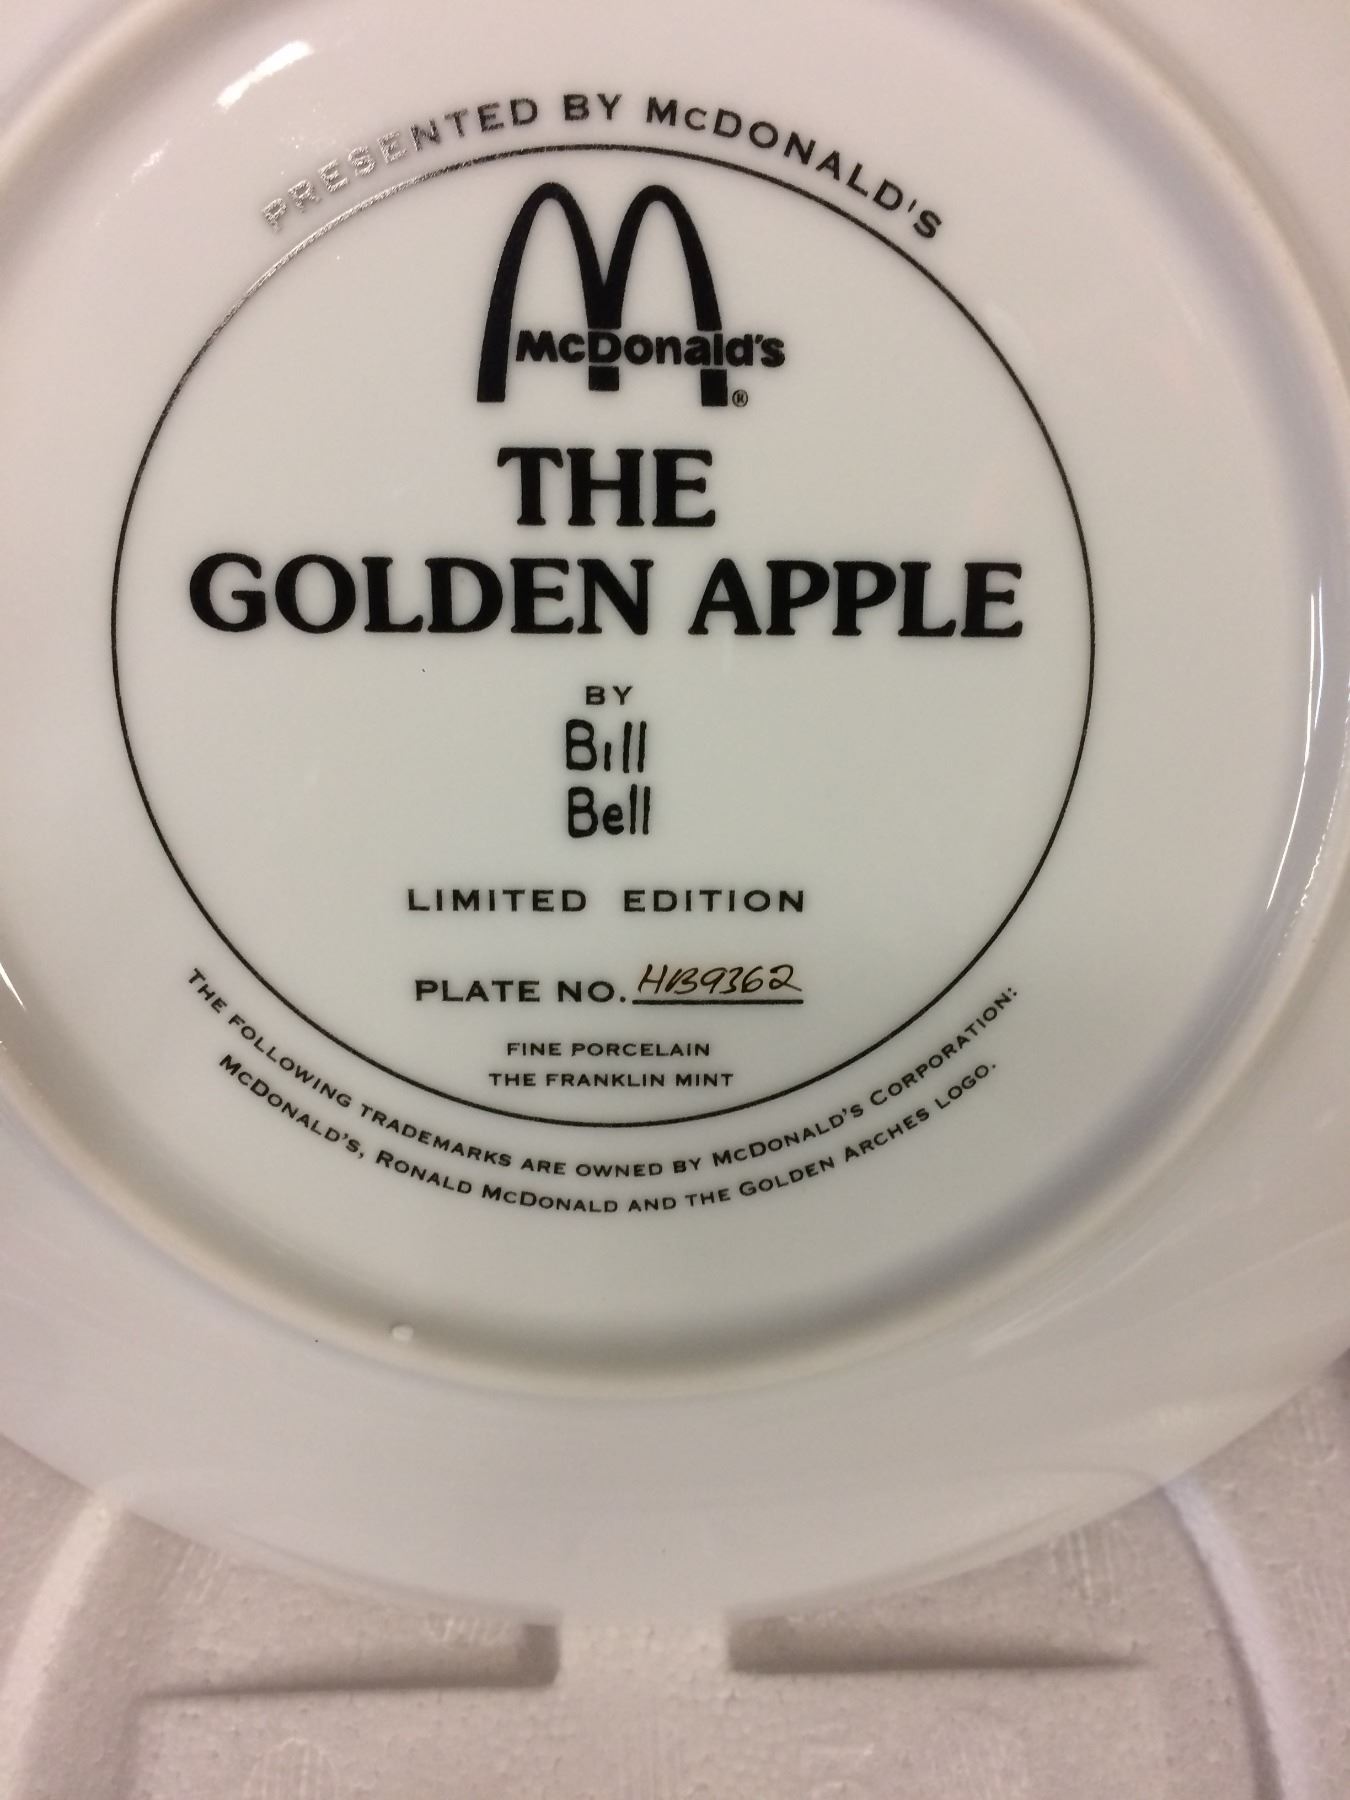 PRESENTED BY McDONALD'S
McDonald's ®
THE
GOLDEN APPLE
BY
Bill
Bell
LIMITED EDITION
PLATE NO. HB9362
FINE PORCELAIN
THE FRANKLIN MINT
THE FOLLOWING TRADEMARKS ARE OWNED BY McDONALD'S CORPORATION:
McDONALD'S, RONALD McDONALD AND THE GOLDEN ARCHES LOGO.